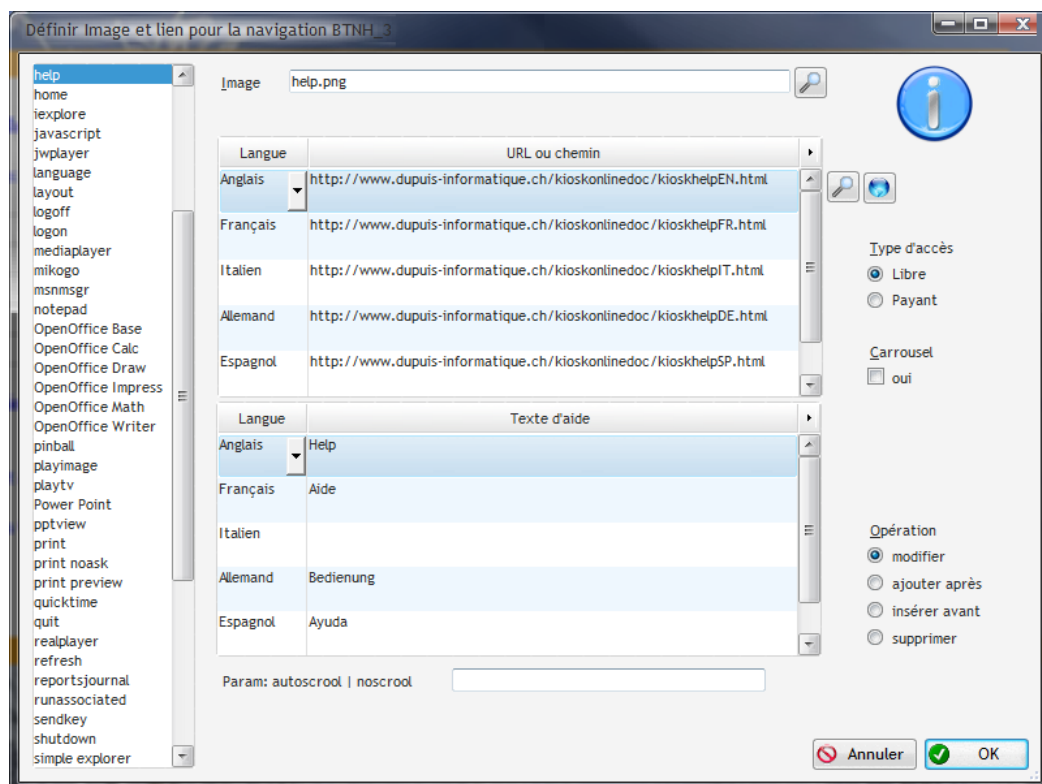 Définir Image et lien pour la navigation BTNH_3
help
home
iexplore
javascript
jwplayer
language
layout
logoff
logon
mediaplayer
mikogo
msnmsgr
notepad
OpenOffice Base
OpenOffice Calc
OpenOffice Draw
OpenOffice Impress
OpenOffice Math
OpenOffice Writer
pinball
playimage
playtv
Power Point
pptview
print
print noask
print preview
quicktime
quit
realplayer
refresh
reportsjournal
runassociated
sendkey
shutdown
simple explorer
Image help.png
Langue URL ou chemin
Anglais http://www.dupuis-informatique.ch/kioskonlinedoc/kioskhelpEN.html
Français http://www.dupuis-informatique.ch/kioskonlinedoc/kioskhelpFR.html
Italien http://www.dupuis-informatique.ch/kioskonlinedoc/kioskhelpIT.html
Allemand http://www.dupuis-informatique.ch/kioskonlinedoc/kioskhelpDE.html
Espagnol http://www.dupuis-informatique.ch/kioskonlinedoc/kioskhelpSP.html
Langue Texte d'aide
Anglais Help
Français Aide
Italien
Allemand Bedienung
Espagnol Ayuda
Param: autoscrool | noscrool
Type d'accès
Libre
Payant
Carrousel
oui
Opération
modifier
ajouter après
insérer avant
supprimer
Annuler OK